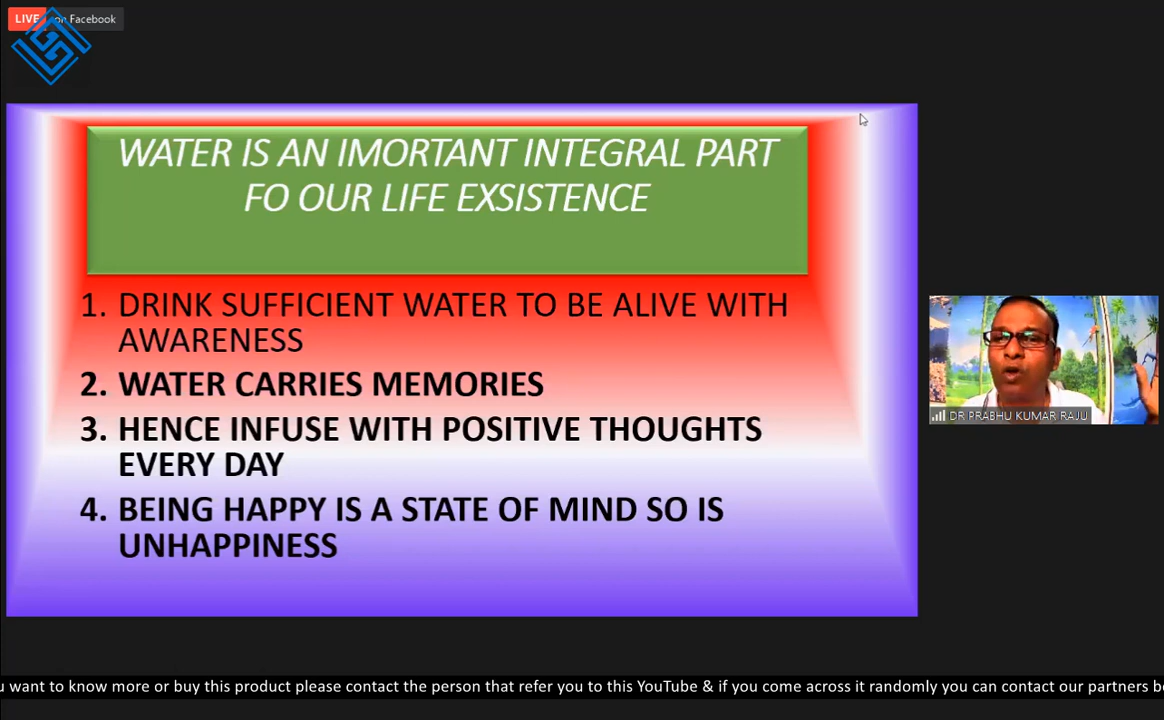 LIVE on Facebook
WATER IS AN IMORTANT INTEGRAL PART
FO OUR LIFE EXSISTENCE
1. DRINK SUFFICIENT WATER TO BE ALIVE WITH
AWARENESS
2. WATER CARRIES MEMORIES
3. HENCE INFUSE WITH POSITIVE THOUGHTS
EVERY DAY
4. BEING HAPPY IS A STATE OF MIND SO IS
UNHAPPINESS
DR PRABHU KUMAR RAJU
u want to know more or buy this product please contact the person that refer you to this YouTube & if you come across it randomly you can contact our partners be